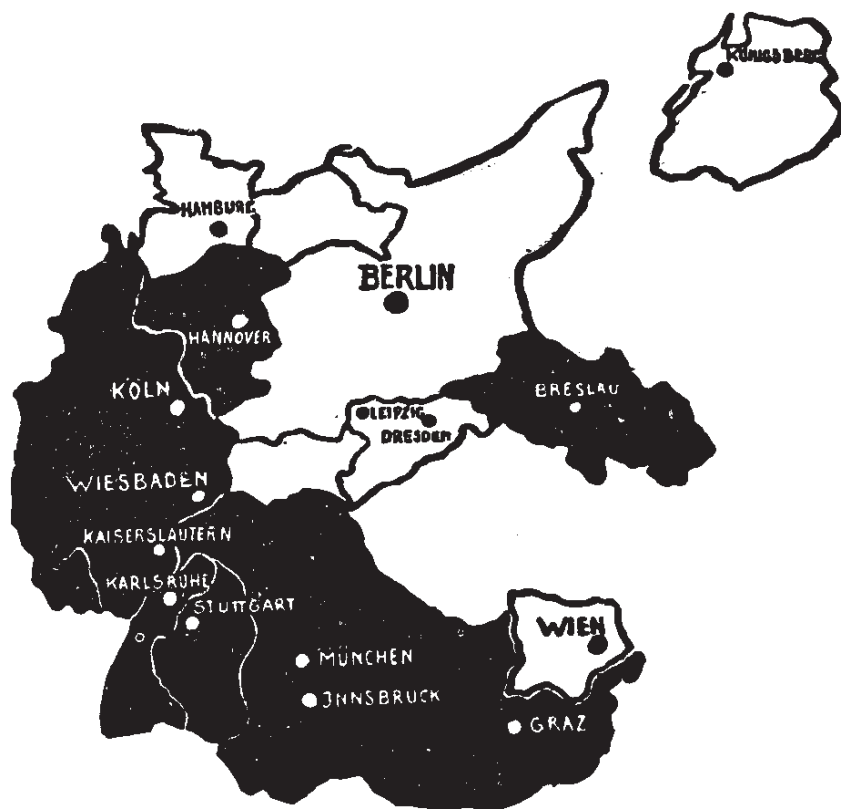 KÖNIGSBERG
HAMBURG
BERLIN
HANNOVER
KÖLN
BRESLAU
LEIPZIG
DRESDEN
WIESBADEN
KAISERSLAUTERN
KARLSRUHE
STUTTGART
WIEN
MÜNCHEN
INNSBRUCK
GRAZ